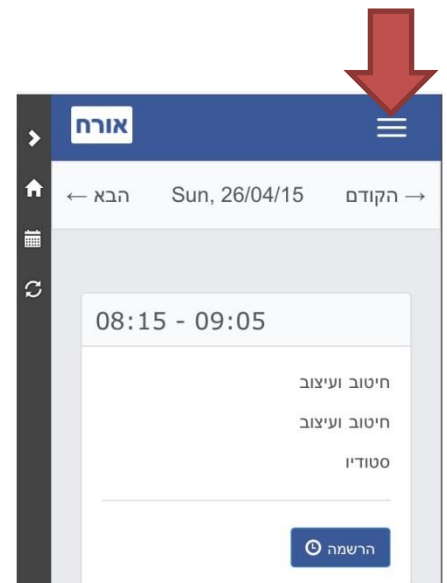 אורח
→ הקודם
Sun, 26/04/15
הבא ←
08:15 - 09:05
חיטוב ועיצוב
חיטוב ועיצוב
סטודיו
הרשמה